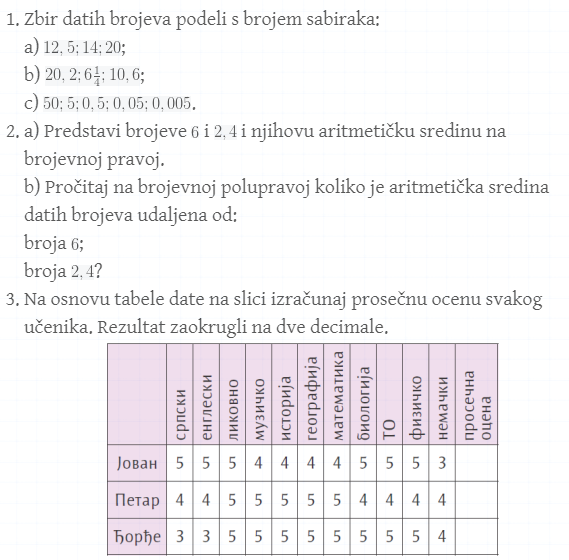 1. Zbir datih brojeva podeli s brojem sabiraka:
a) 12, 5; 14; 20;
b) 20, 2; 6 1/4; 10, 6;
c) 50; 5; 0, 5; 0, 05; 0, 005.
2. a) Predstavi brojeve 6 i 2, 4 i njihovu aritmetičku sredinu na
brojevnoj pravoj.
b) Pročitaj na brojevnoj polupravoj koliko je aritmetička sredina
datih brojeva udaljena od:
broja 6;
broja 2, 4?
3. Na osnovu tabele date na slici izračunaj prosečnu ocenu svakog
učenika. Rezultat zaokrugli na dve decimale.
српски енглески ликовно музичко историја географија математика биологија ТО физичко немачки просечна оцена
Јован 5 5 5 4 4 4 4 5 5 5 3
Петар 4 4 5 5 5 5 5 4 4 4 4
Ђорђе 3 3 5 5 5 5 5 5 5 5 4